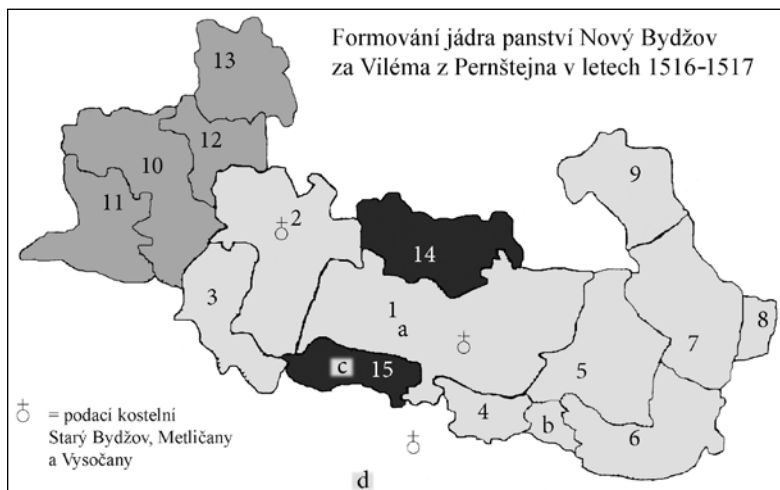 Formování jádra panství Nový Bydžov
za Viléma z Pernštejna v letech 1516-1517
13
12
10
11
9
2
14
3
1
a
8
7
c 15
5
4
b
6
= podací kostelní
Starý Bydžov, Metličany
a Vysočany
d